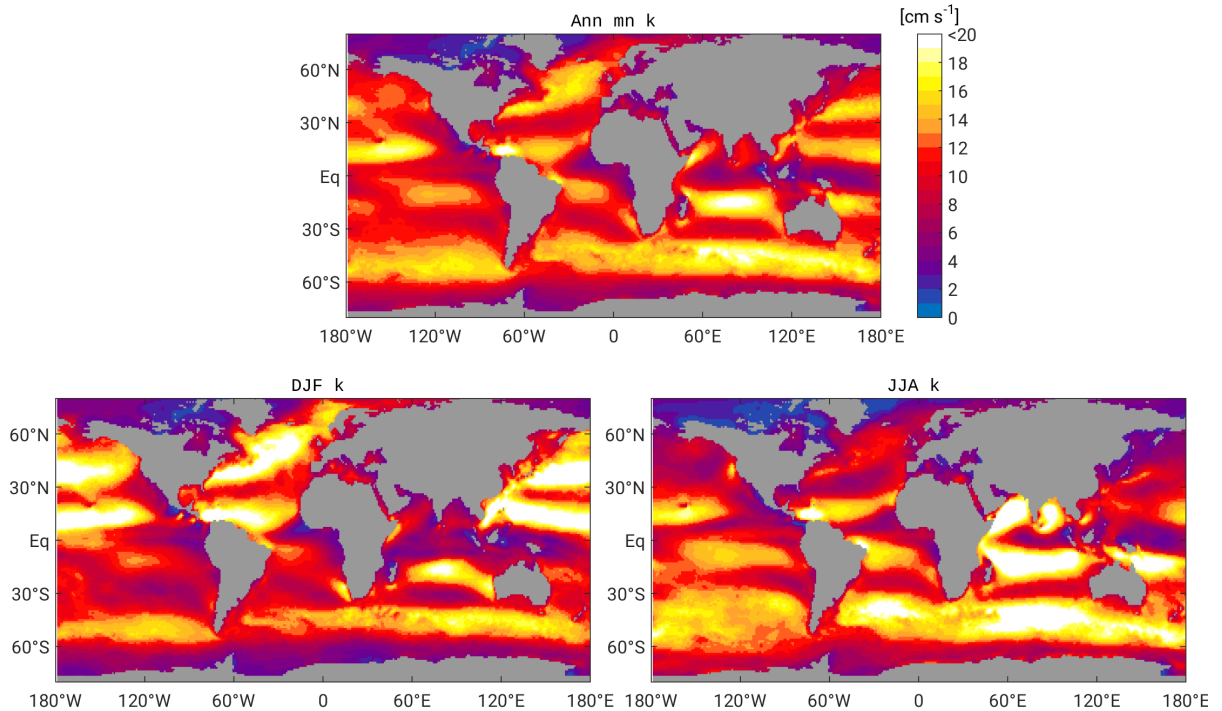 Ann mn k
[cm s⁻¹]
60°N
30°N
Eq
30°S
60°S
180°W 120°W 60°W 0 60°E 120°E 180°E
<20
18
16
14
12
10
8
6
4
2
0
DJF k
60°N
30°N
Eq
30°S
60°S
180°W 120°W 60°W 0 60°E 120°E 180°E
JJA k
60°N
30°N
Eq
30°S
60°S
180°W 120°W 60°W 0 60°E 120°E 180°E